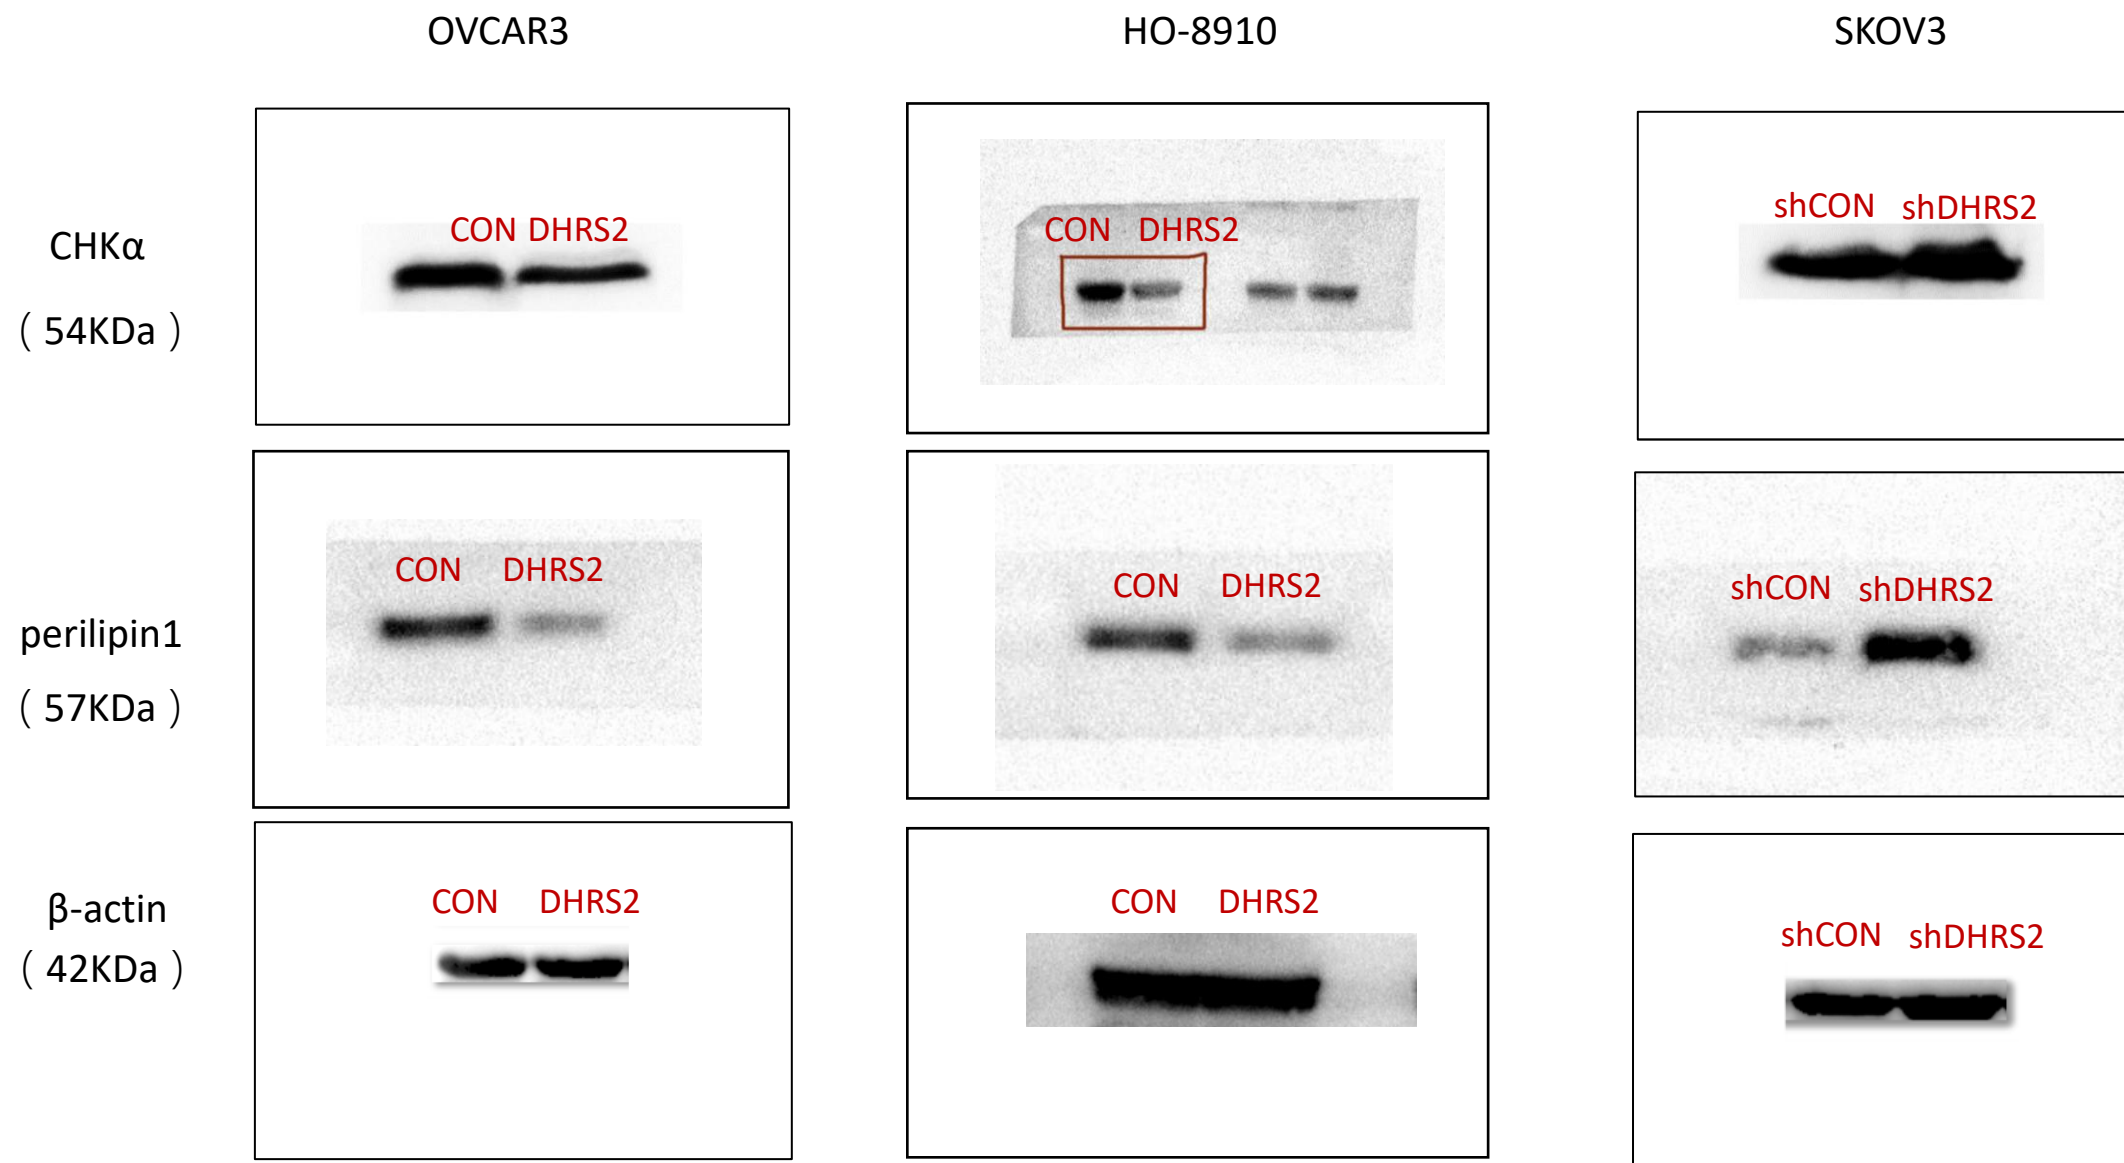 OVCAR3 HO-8910 SKOV3
CHKα
（54KDa）
CON DHRS2
CON DHRS2
shCON shDHRS2
perilipin1
（57KDa）
CON DHRS2
CON DHRS2
shCON shDHRS2
β-actin
（42KDa）
CON DHRS2
CON DHRS2
shCON shDHRS2